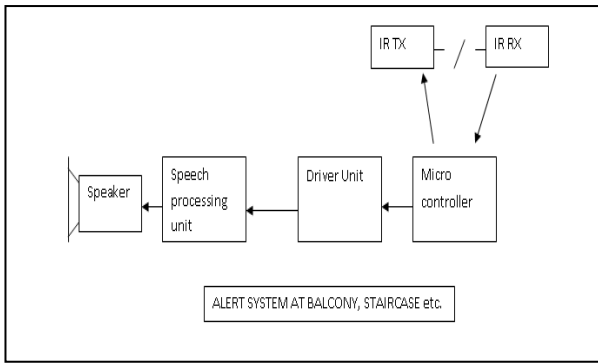 IR TX
IR RX
Speaker
Speech
processing
unit
Driver Unit
Micro
controller
ALERT SYSTEM AT BALCONY, STAIRCASE etc.